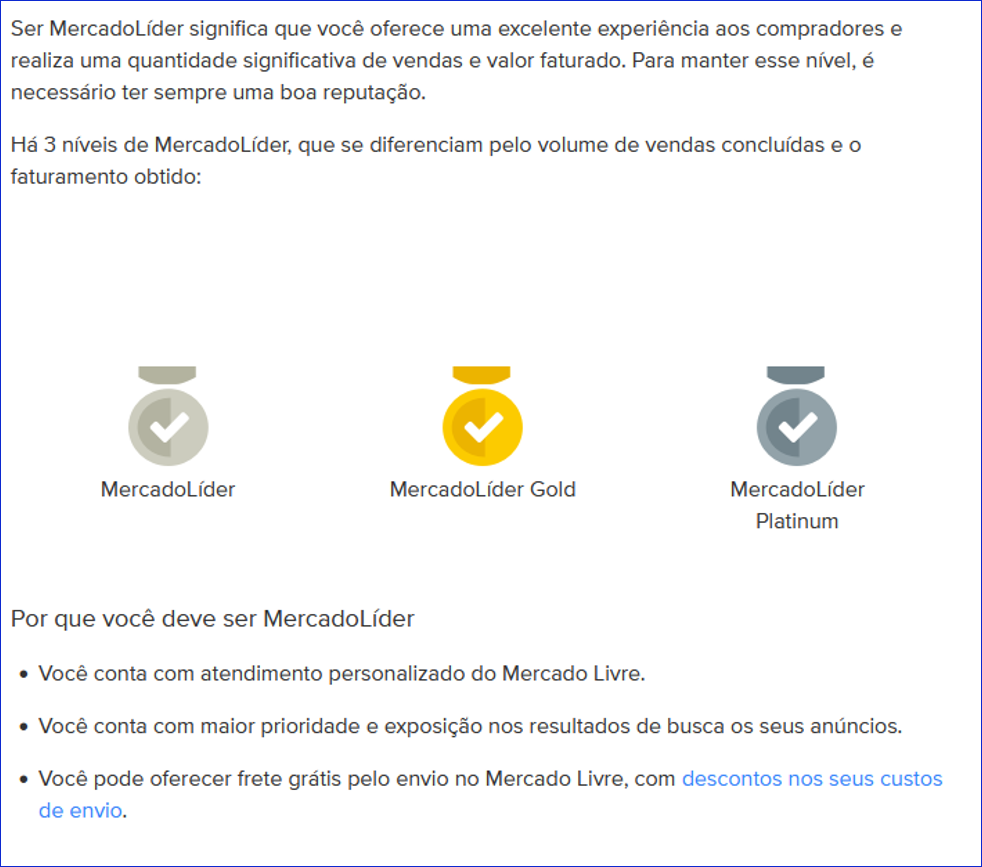 Ser MercadoLíder significa que você oferece uma excelente experiência aos compradores e
realiza uma quantidade significativa de vendas e valor faturado. Para manter esse nível, é
necessário ter sempre uma boa reputação.
Há 3 níveis de MercadoLíder, que se diferenciam pelo volume de vendas concluídas e o
faturamento obtido:
MercadoLíder
MercadoLíder Gold
MercadoLíder
Platinum
Por que você deve ser MercadoLíder
• Você conta com atendimento personalizado do Mercado Livre.
• Você conta com maior prioridade e exposição nos resultados de busca os seus anúncios.
• Você pode oferecer frete grátis pelo envio no Mercado Livre, com descontos nos seus custos
de envio.